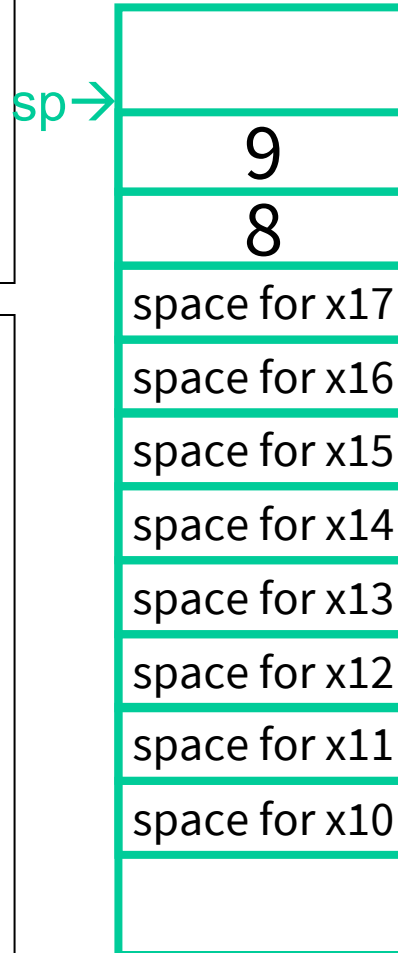 sp→
9
8
space for x17
space for x16
space for x15
space for x14
space for x13
space for x12
space for x11
space for x10